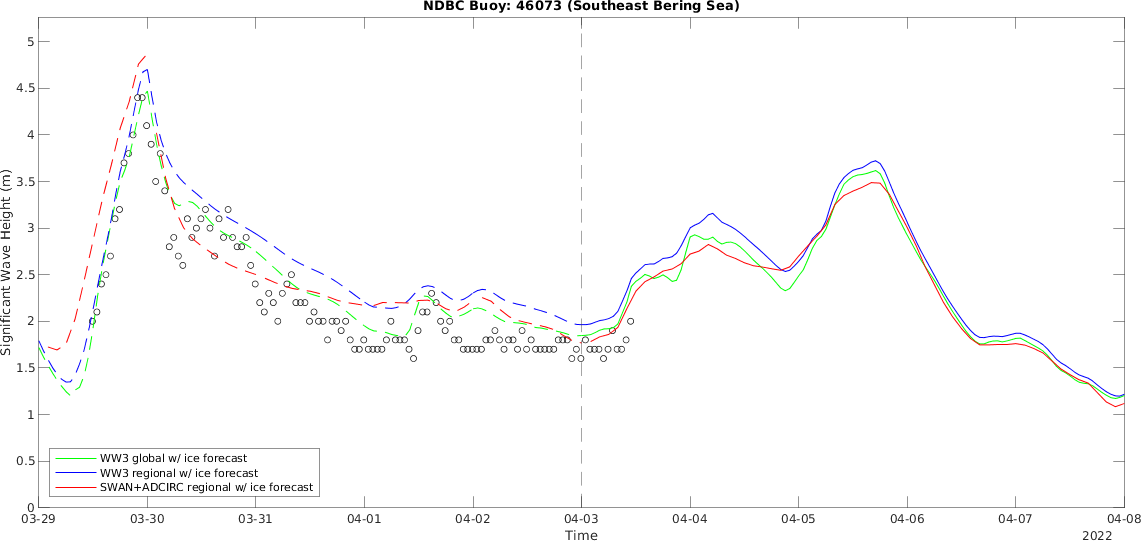 NDBC Buoy: 46073 (Southeast Bering Sea)
Significant Wave Height (m)
5
4.5
4
3.5
3
2.5
2
1.5
1
0.5
0
WW3 global w/ ice forecast
WW3 regional w/ ice forecast
SWAN+ADCIRC regional w/ ice forecast
03-29 03-30 03-31 04-01 04-02 04-03 04-04 04-05 04-06 04-07 04-08
Time
2022